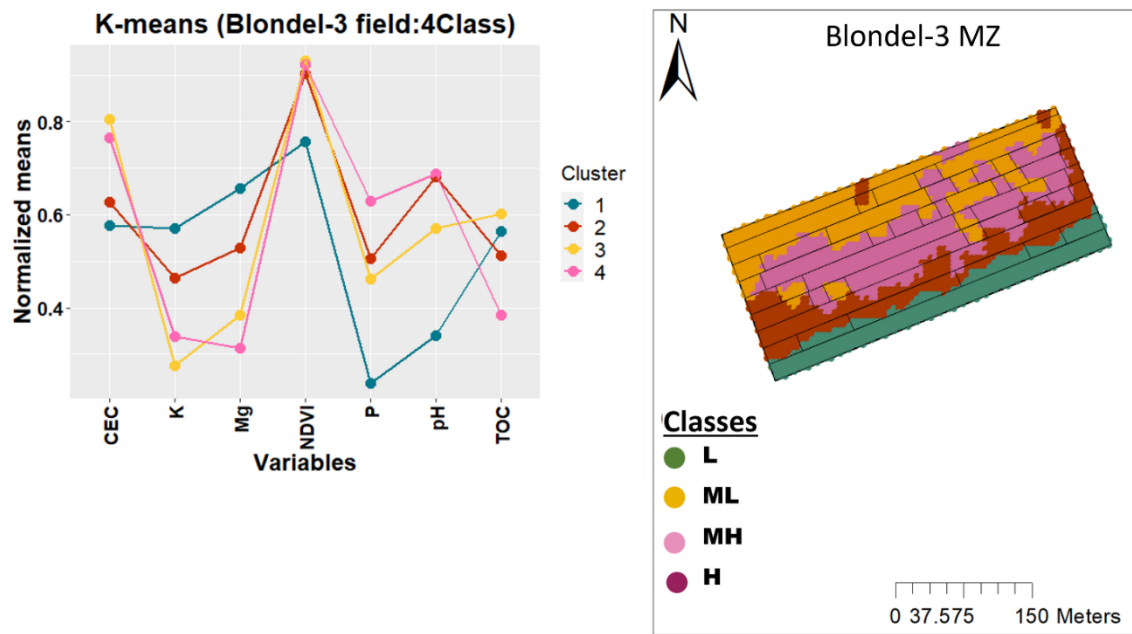 K-means (Blondel-3 field:4Class)
Normalized means
0.8
0.6
0.4
CEC
K
Mg
NDVI
P
pH
TOC
Variables
Cluster
1
2
3
4
N
Blondel-3 MZ
Classes
L
ML
MH
H
0 37.575 150 Meters